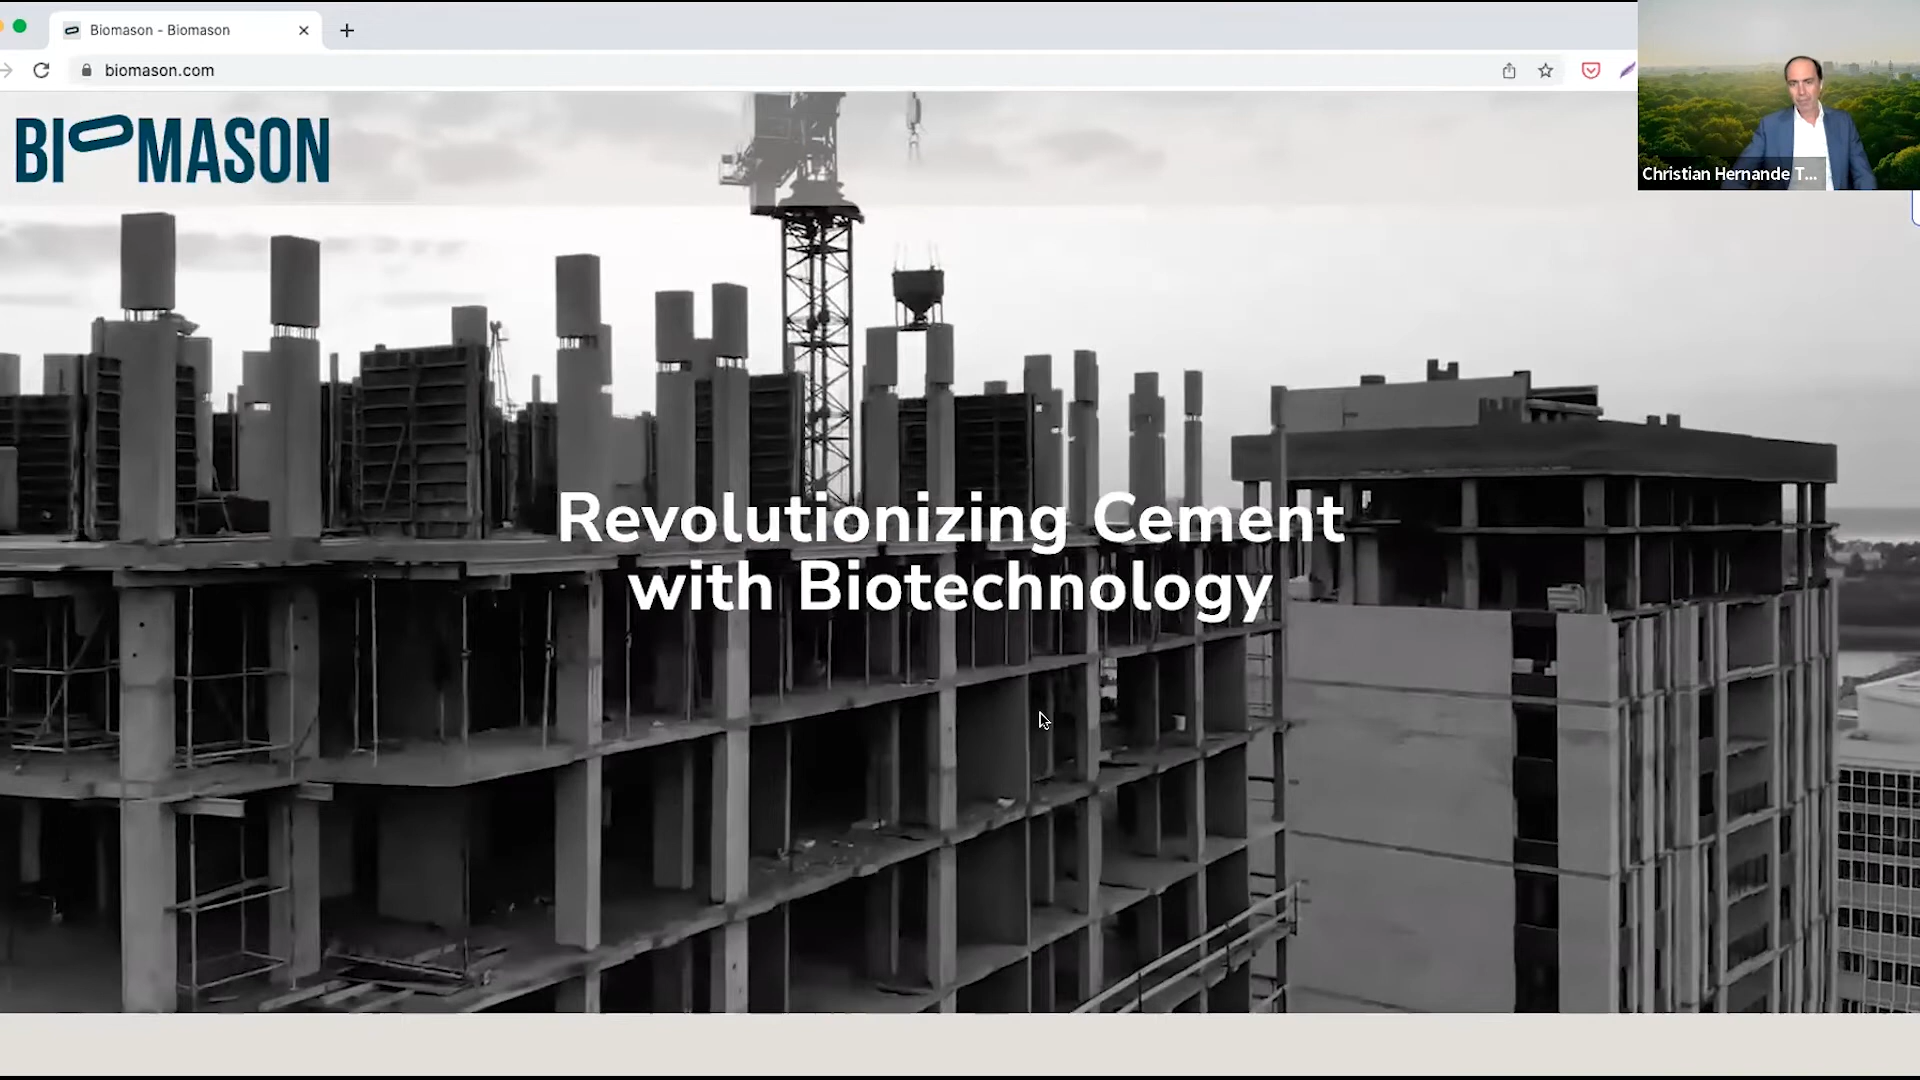 Biomason - Biomason
biomason.com
BIOMASON
Christian Hernande T...
Revolutionizing Cement
with Biotechnology